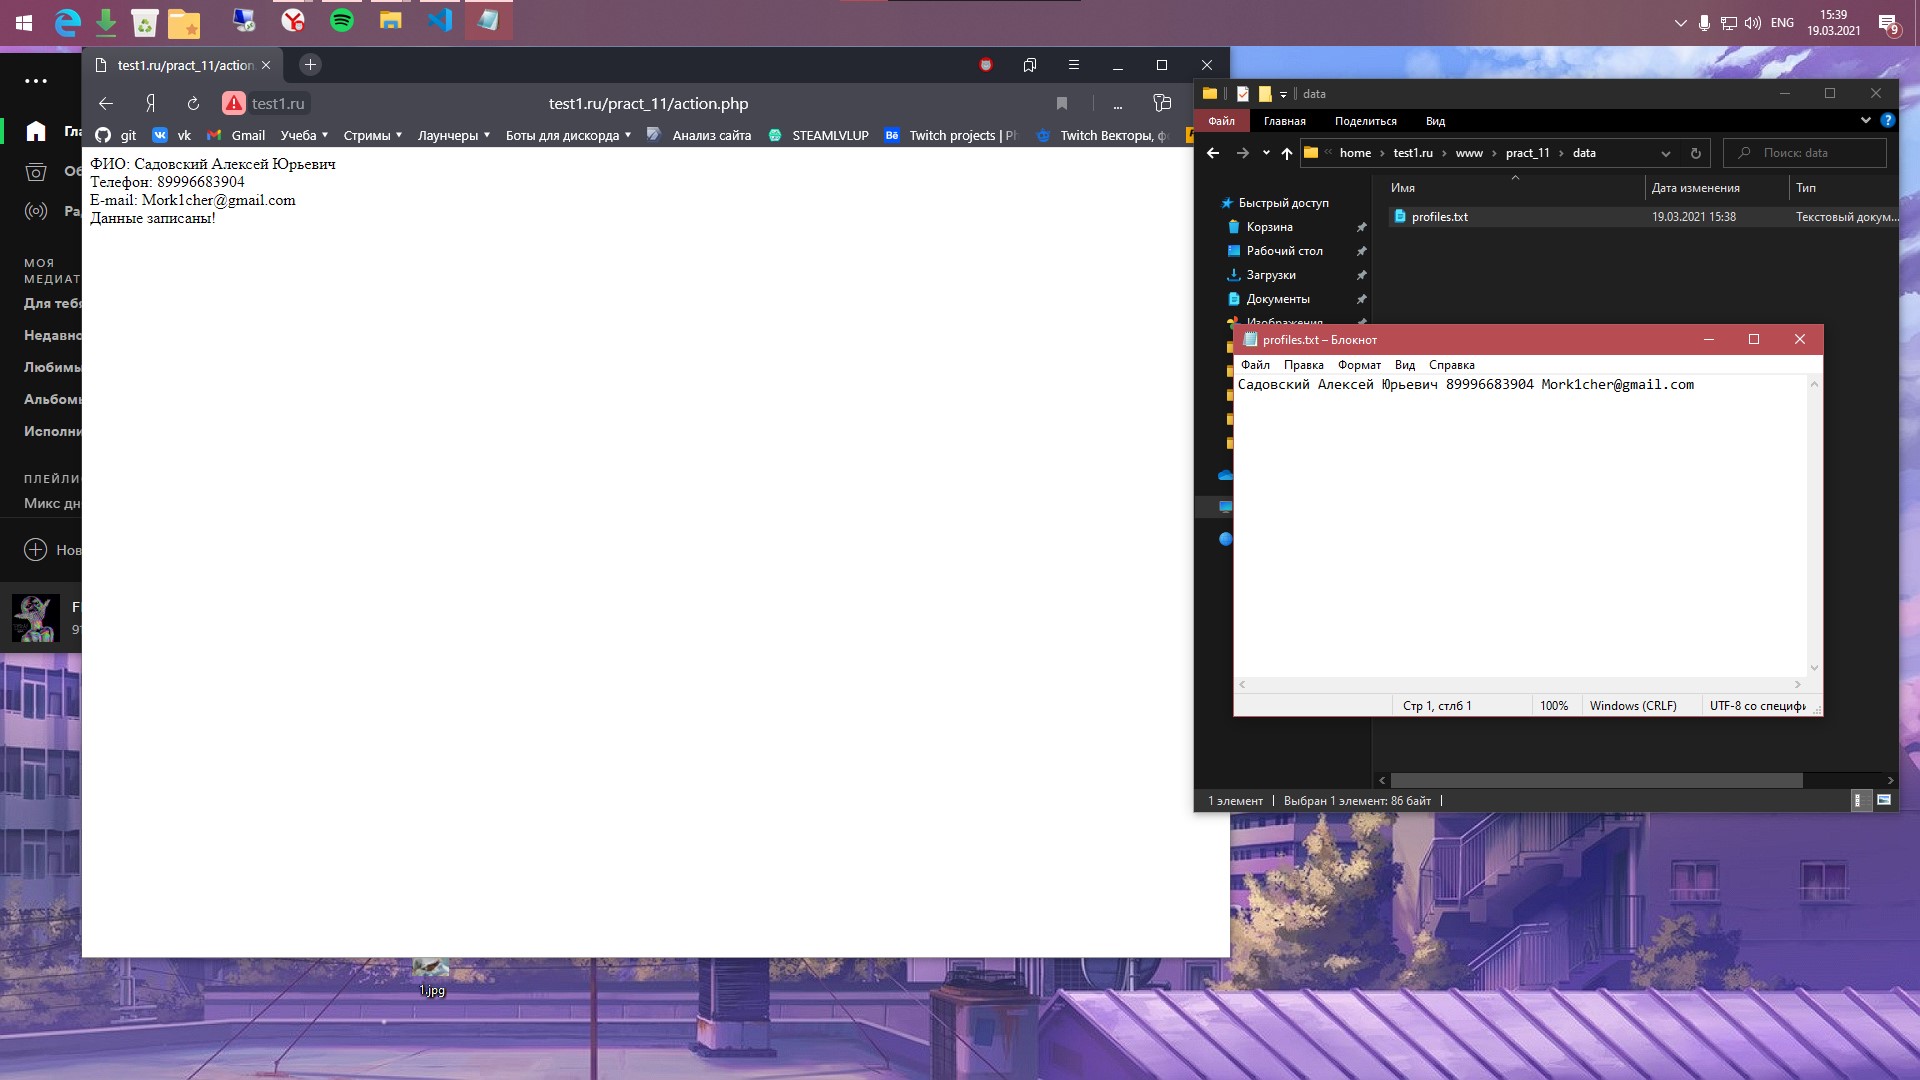 ENG
15:39
19.03.2021
9
test1.ru/pract_11/action
Я
test1.ru
test1.ru/pract_11/action.php
git
vk
Gmail
Учеба
Стримы
Лаунчеры
Боты для дискорда
Анализ сайта
STEAMLVLUP
Bē
Twitch projects | Ph
Twitch Векторы, ф
ФИО: Садовский Алексей Юрьевич
Телефон: 89996683904
E-mail: Mork1cher@gmail.com
Данные записаны!
Гла
Об
Ра
МОЯ
МЕДИАТ
Для тебя
Недавно
Любимы
Альбомы
Исполни
ПЛЕЙЛИ
Микс дн
Нов
1.jpg
data
Файл
Главная
Поделиться
Вид
home
test1.ru
www
pract_11
data
Поиск: data
Имя
Дата изменения
Тип
profiles.txt
19.03.2021 15:38
Текстовый докум...
Быстрый доступ
Корзина
Рабочий стол
Загрузки
Документы
Изображения
profiles.txt – Блокнот
Файл
Правка
Формат
Вид
Справка
Садовский Алексей Юрьевич 89996683904 Mork1cher@gmail.com
Стр 1, стлб 1
100%
Windows (CRLF)
UTF-8 со специфи
1 элемент
Выбран 1 элемент: 86 байт